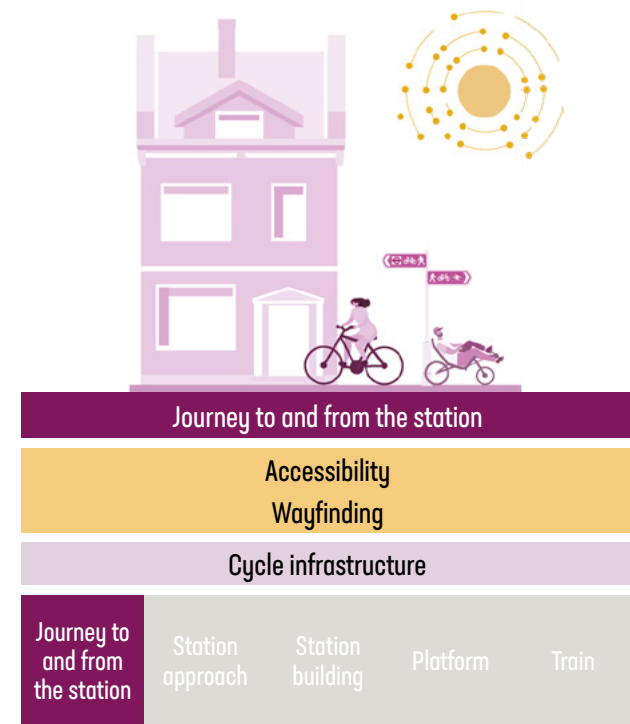 Journey to and from the station
Accessibility
Wayfinding
Cycle infrastructure
Journey to
and from
the station
Station
approach
Station
building
Platform
Train